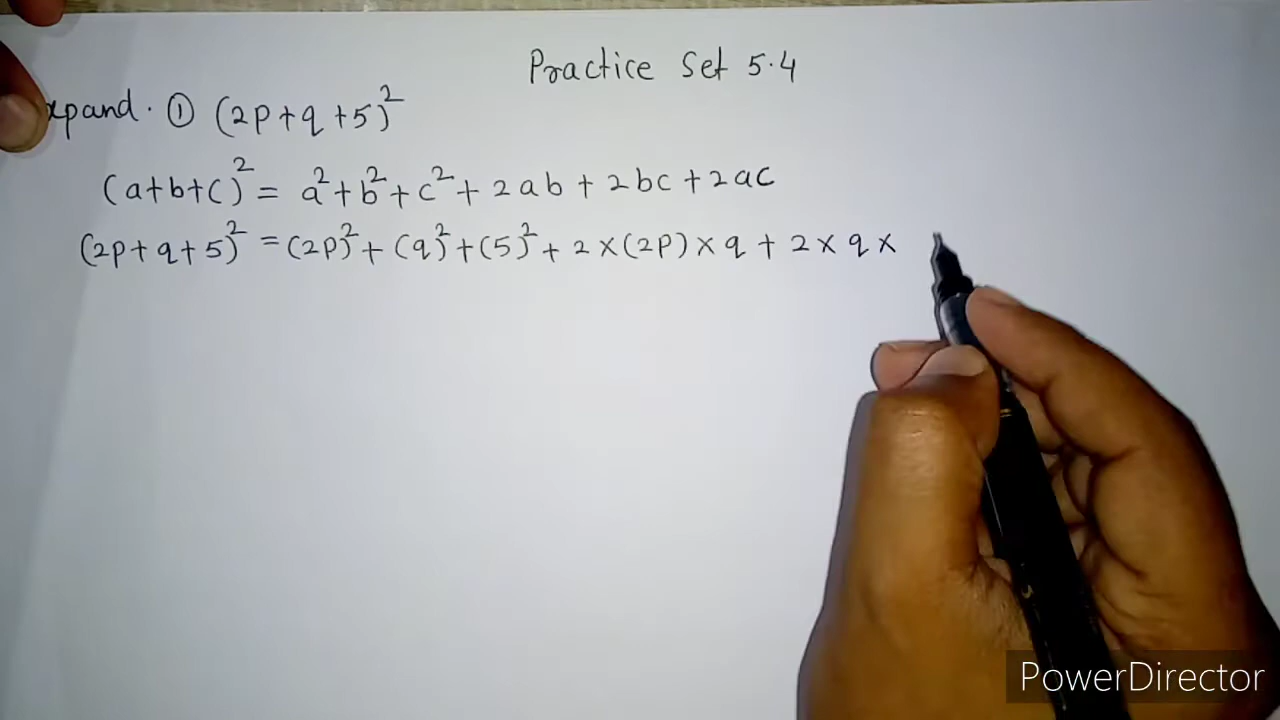 Practice Set 5.4
xpand. ① (2p+q+5)²
(a+b+c)² = a²+b²+c²+2ab+2bc+2ac
(2p+q+5)² = (2p)²+(q)²+(5)²+2×(2p)×q+2×q×
PowerDirector